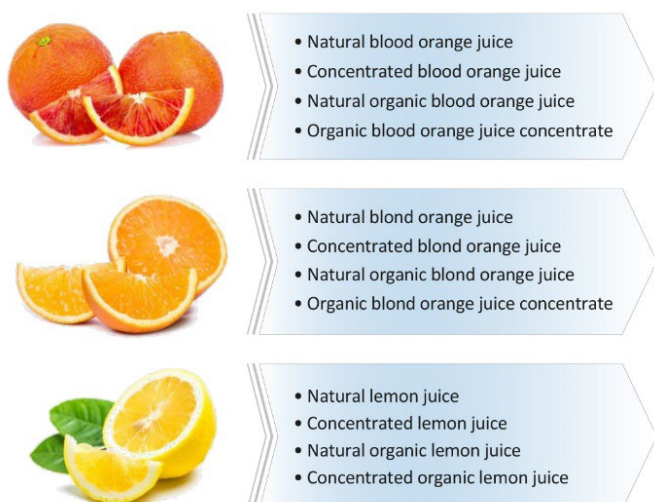 • Natural blood orange juice
• Concentrated blood orange juice
• Natural organic blood orange juice
• Organic blood orange juice concentrate
• Natural blond orange juice
• Concentrated blond orange juice
• Natural organic blond orange juice
• Organic blond orange juice concentrate
• Natural lemon juice
• Concentrated lemon juice
• Natural organic lemon juice
• Concentrated organic lemon juice